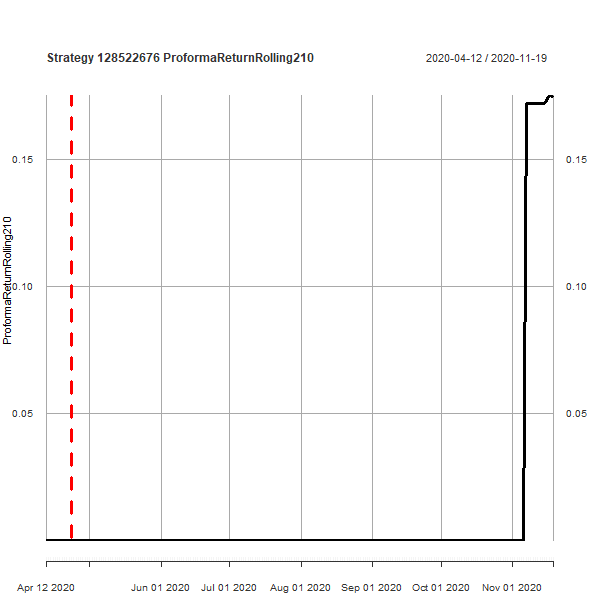 Strategy 128522676 ProformaReturnRolling210
2020-04-12 / 2020-11-19
ProformaReturnRolling210
0.15
0.10
0.05
0.15
0.10
0.05
Apr 12 2020
Jun 01 2020
Jul 01 2020
Aug 01 2020
Sep 01 2020
Oct 01 2020
Nov 01 2020